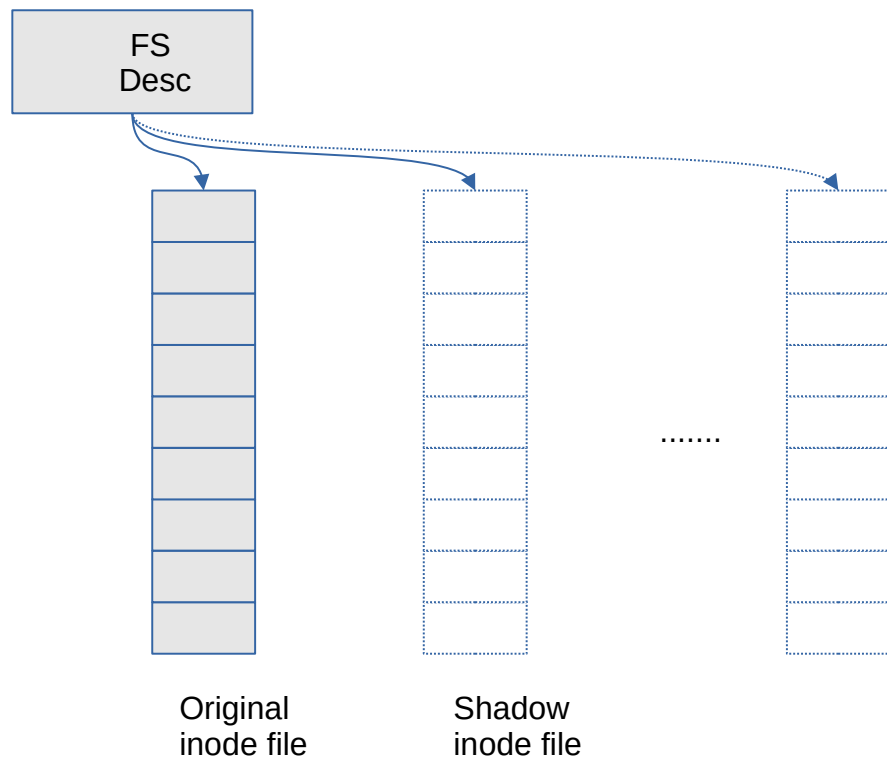 FS
Desc
.......
Original
inode file
Shadow
inode file